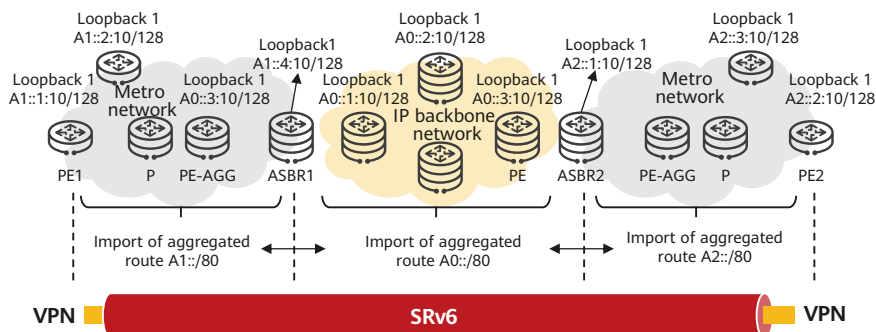 Loopback 1
A1::2:10/128
Loopback1
A1::4:10/128
Loopback 1
A0::2:10/128
Loopback 1
A2::1:10/128
Loopback 1
A2::3:10/128
Loopback 1
A1::1:10/128
Metro
network
Loopback 1
A0::3:10/128
Loopback 1
A0::1:10/128
Loopback 1
A0::3:10/128
Metro
network
Loopback 1
A2::2:10/128
IP backbone
network
PE1
P
PE-AGG
ASBR1
PE
ASBR2
PE-AGG
P
PE2
Import of aggregated
route A1::/80
Import of aggregated
route A0::/80
Import of aggregated
route A2::/80
VPN
SRv6
VPN